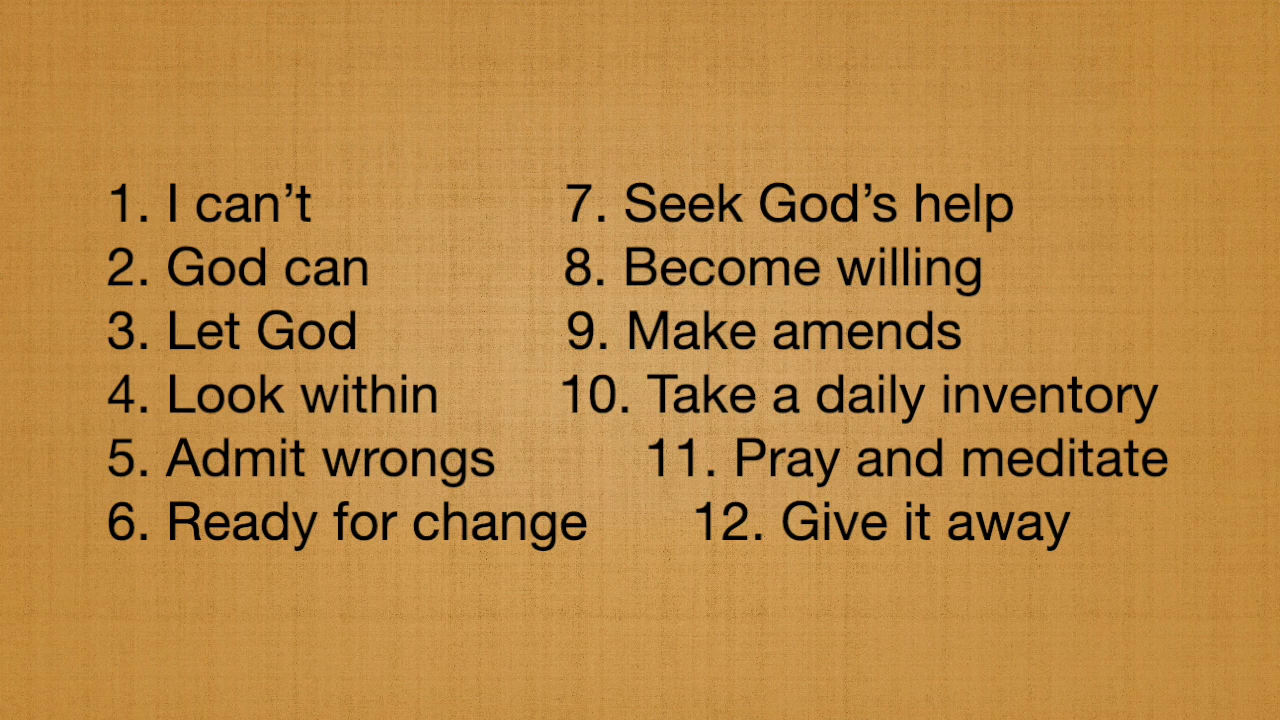 1. I can’t
2. God can
3. Let God
4. Look within
5. Admit wrongs
6. Ready for change
7. Seek God’s help
8. Become willing
9. Make amends
10. Take a daily inventory
11. Pray and meditate
12. Give it away